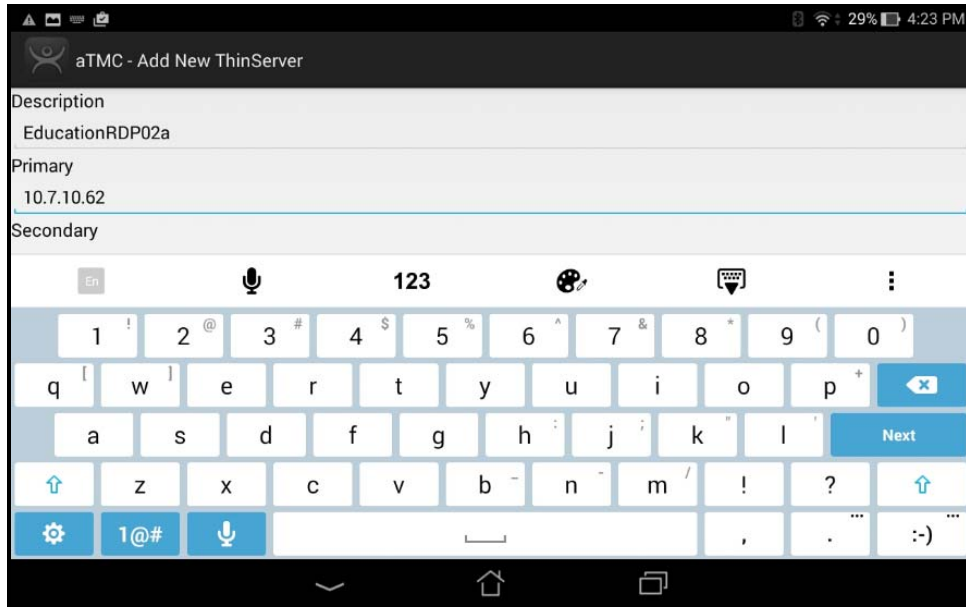 29% 4:23 PM
aTMC - Add New ThinServer
Description
EducationRDP02a
Primary
10.7.10.62
Secondary
En 123
1 ! 2 @ 3 # 4 $ 5 % 6 ^ 7 & 8 * 9 ( 0 )
q [ w ] e r t y u i o p +
a s d f g h : j ; k " l ' Next
z x c v b _ n - m / ! ?
1@# , . ... :-) ...